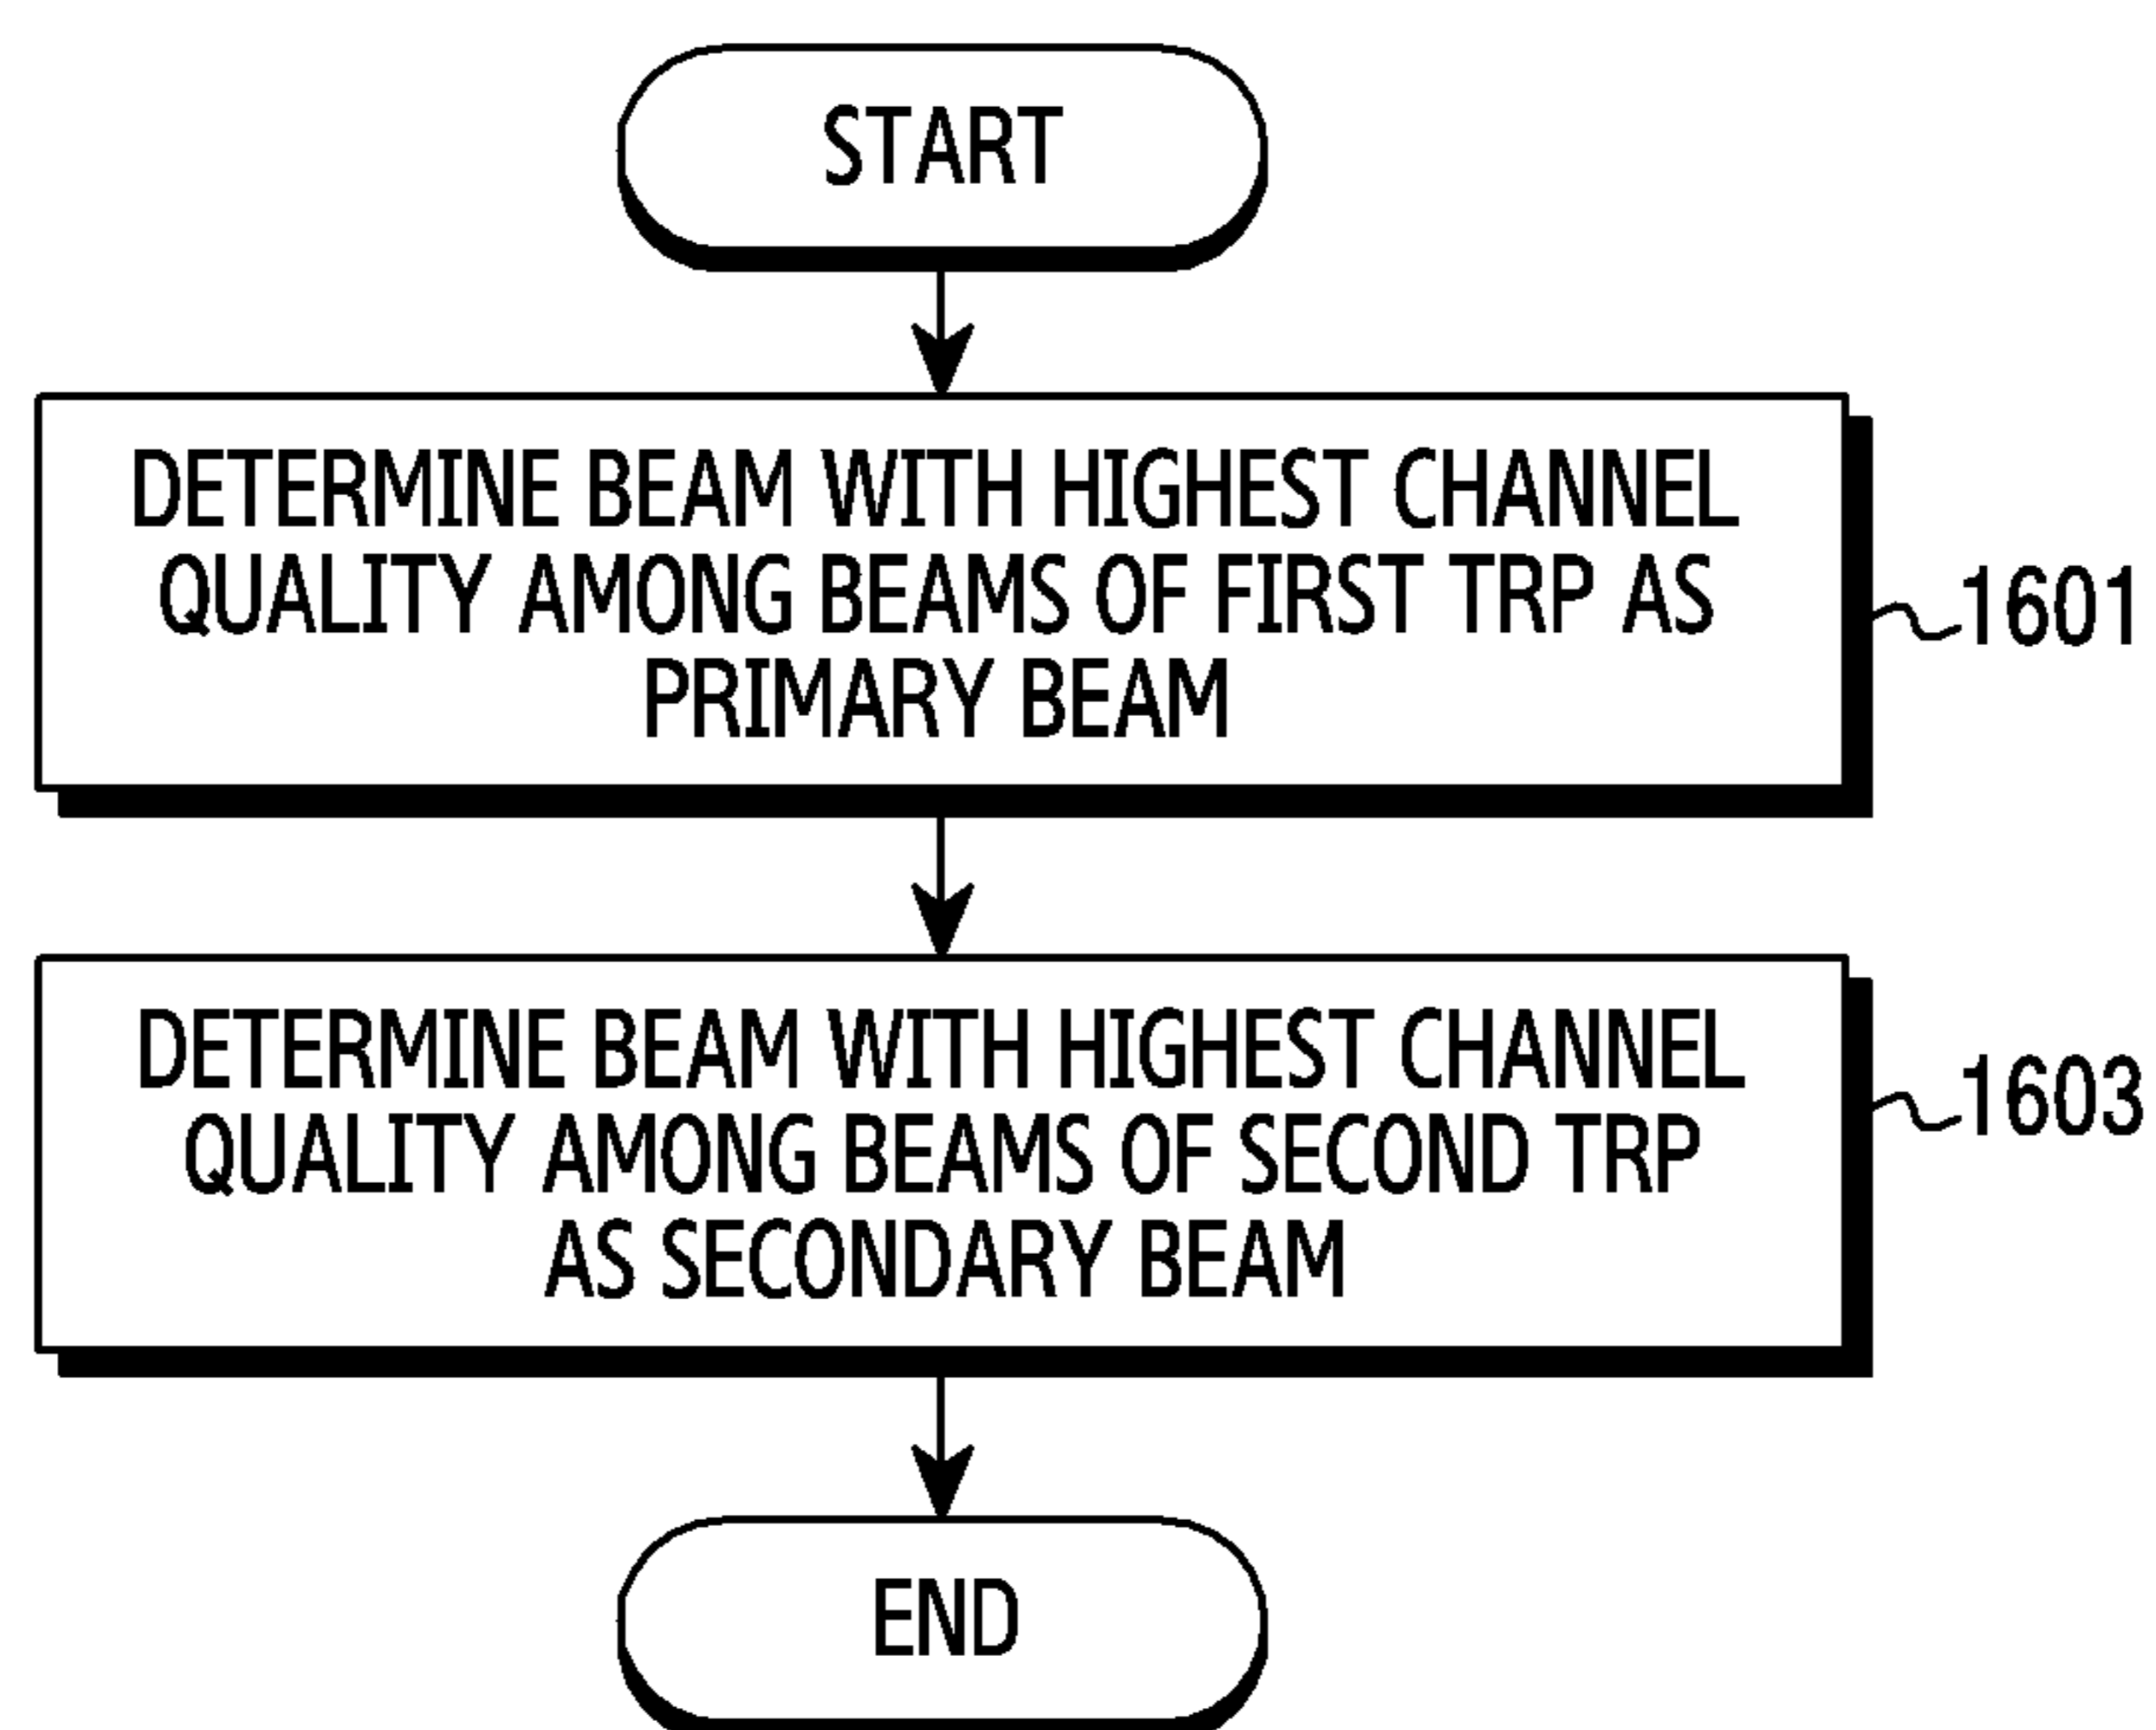 START
DETERMINE BEAM WITH HIGHEST CHANNEL
QUALITY AMONG BEAMS OF FIRST TRP AS
PRIMARY BEAM
1601
DETERMINE BEAM WITH HIGHEST CHANNEL
QUALITY AMONG BEAMS OF SECOND TRP
AS SECONDARY BEAM
1603
END